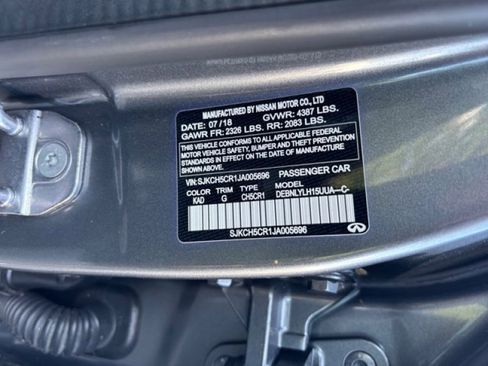 MANUFACTURED BY NISSAN MOTOR CO., LTD
DATE: 07/18 GVWR: 4387 LBS.
GAWR FR: 2326 LBS. RR: 2083 LBS.
THIS VEHICLE CONFORMS TO ALL APPLICABLE FEDERAL
MOTOR VEHICLE SAFETY, BUMPER AND THEFT PREVENTION
STANDARDS IN EFFECT ON THE DATE OF MANUFACTURE
SHOWN ABOVE.
VIN: SJKCH5CR1JA005696 PASSENGER CAR
COLOR TRIM MODEL
KAD G CH5CR1 DEBNLYLH15UUA-C-
SJKCH5CR1JA005696